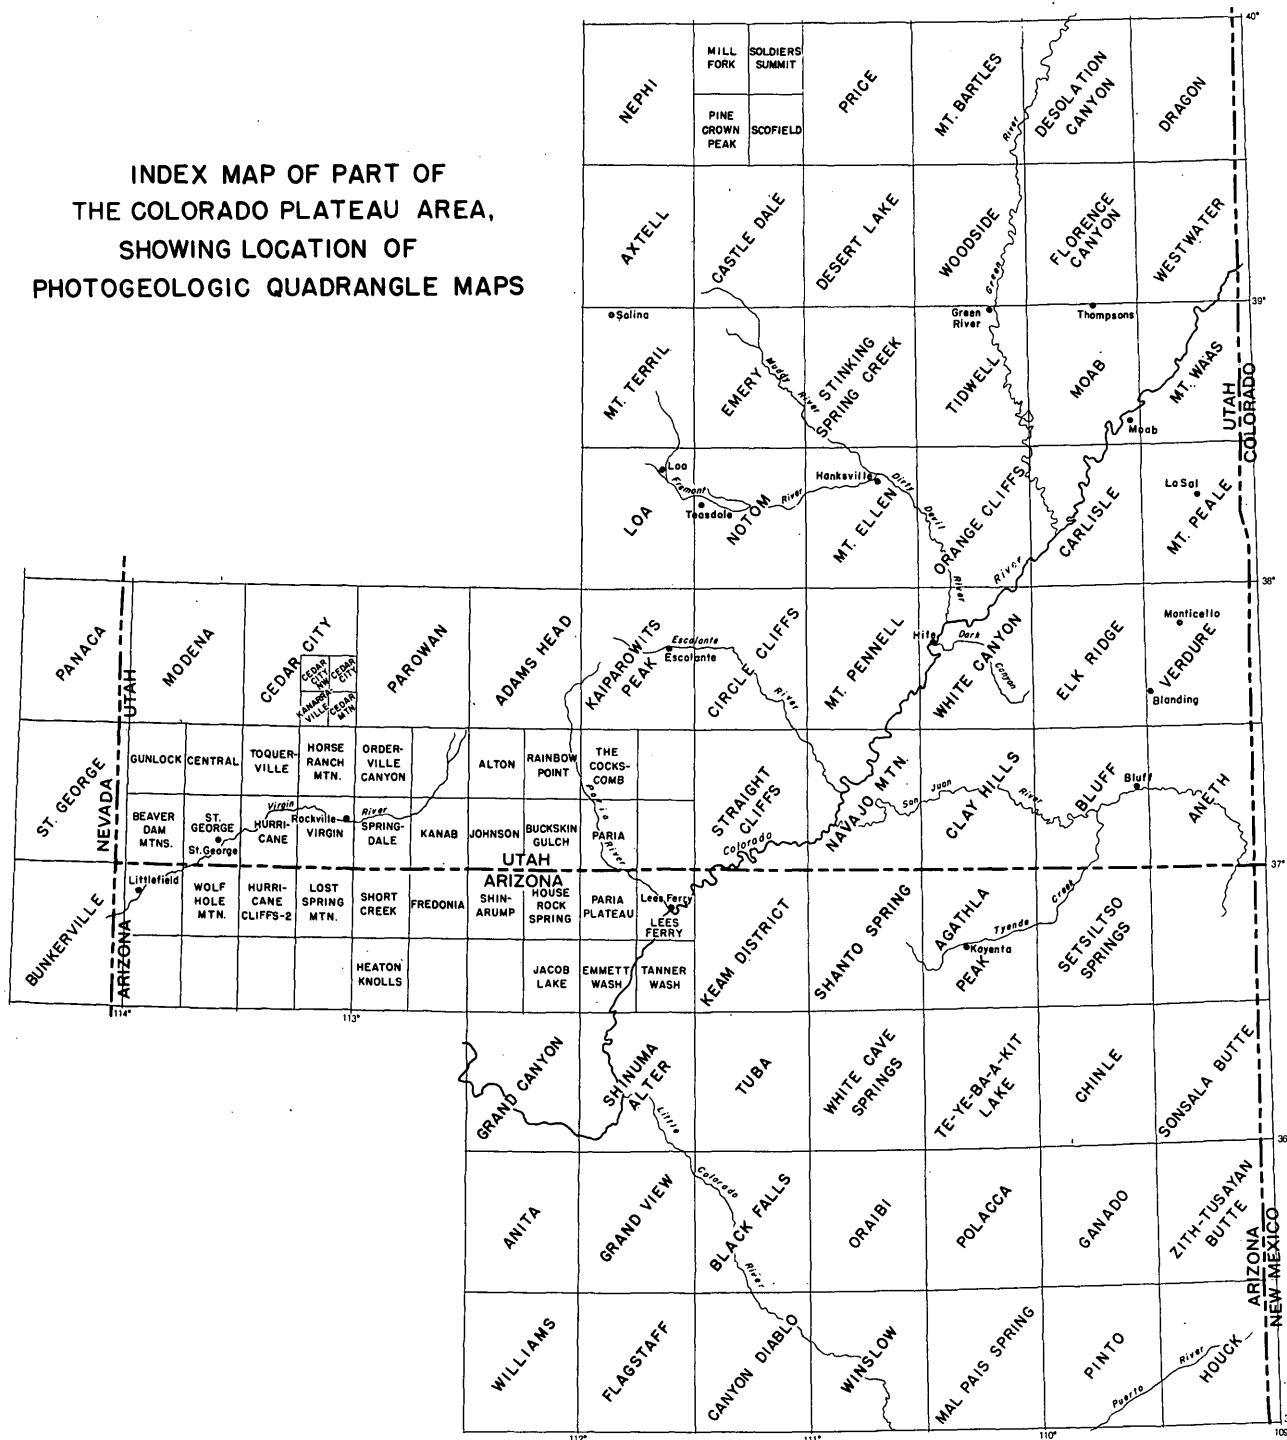 INDEX MAP OF PART OF
THE COLORADO PLATEAU AREA,
SHOWING LOCATION OF
PHOTOGEOLOGIC QUADRANGLE MAPS
40°
NEPHI
MILL
FORK
SOLDIERS
SUMMIT
PINE
CROWN
PEAK
SCOFIELD
PRICE
MT. BARTLES
River
DESOLATION
CANYON
DRAGON
AXTELL
CASTLE DALE
DESERT LAKE
WOODSIDE
Green
FLORENCE
CANYON
WESTWATER
39°
Salina
Green
River
Thompsons
MT. TERRIL
EMERY
Muddy
River
STINKING
SPRING CREEK
TIDWELL
MOAB
Moab
MT. WAAS
UTAH
COLORADO
Loa
Fremont
River
Teasdale
LOA
NOTOM
Hanksville
Dirty
Devil
River
MT. ELLEN
ORANGE CLIFFS
River
CARLISLE
La Sal
MT. PEALE
38°
PANACA
UTAH
MODENA
CEDAR CITY
CEDAR
CITY
NW
CEDAR
CITY
KANARRA-
VILLE
CEDAR
MTN
PAROWAN
ADAMS HEAD
KAIPAROWITS
PEAK
Escalante
Escalante
River
CIRCLE CLIFFS
MT. PENNELL
Hite
Dark
Canyon
WHITE CANYON
ELK RIDGE
Monticello
VERDURE
Blanding
ST. GEORGE
NEVADA
GUNLOCK
CENTRAL
TOQUER-
VILLE
HORSE
RANCH
MTN.
ORDER-
VILLE
CANYON
ALTON
RAINBOW
POINT
THE
COCKS-
COMB
BEAVER
DAM
MTNS.
ST.
GEORGE
St. George
Virgin
River
HURRI-
CANE
Rockville
VIRGIN
SPRING-
DALE
KANAB
JOHNSON
BUCKSKIN
GULCH
PARIA
Paria
River
STRAIGHT
CLIFFS
Colorado
NAVAJO MTN.
San Juan
River
CLAY HILLS
BLUFF
Bluff
ANETH
37°
UTAH
ARIZONA
BUNKERVILLE
ARIZONA
Littlefield
WOLF
HOLE
MTN.
HURRI-
CANE
CLIFFS-2
LOST
SPRING
MTN.
SHORT
CREEK
FREDONIA
SHIN-
ARUMP
HOUSE
ROCK
SPRING
PARIA
PLATEAU
Lees Ferry
LEES
FERRY
HEATON
KNOLLS
JACOB
LAKE
EMMETT
WASH
TANNER
WASH
KEAM DISTRICT
SHANTO SPRING
AGATHLA
PEAK
Kayenta
Tyende
Creek
SETSILTSO
SPRINGS
114°
113°
GRAND CANYON
SHINUMA
ALTER
TUBA
WHITE CAVE
SPRINGS
TE-YE-BA-A-KIT
LAKE
CHINLE
SONSALA BUTTE
36°
Little
Colorado
River
ANITA
GRAND VIEW
BLACK FALLS
ORAIBI
POLACCA
GANADO
ZITH-TUSAYAN
BUTTE
ARIZONA
NEW MEXICO
WILLIAMS
FLAGSTAFF
CANYON DIABLO
WINSLOW
MAL PAIS SPRING
PINTO
Puerto
River
HOUCK
112°
111°
110°